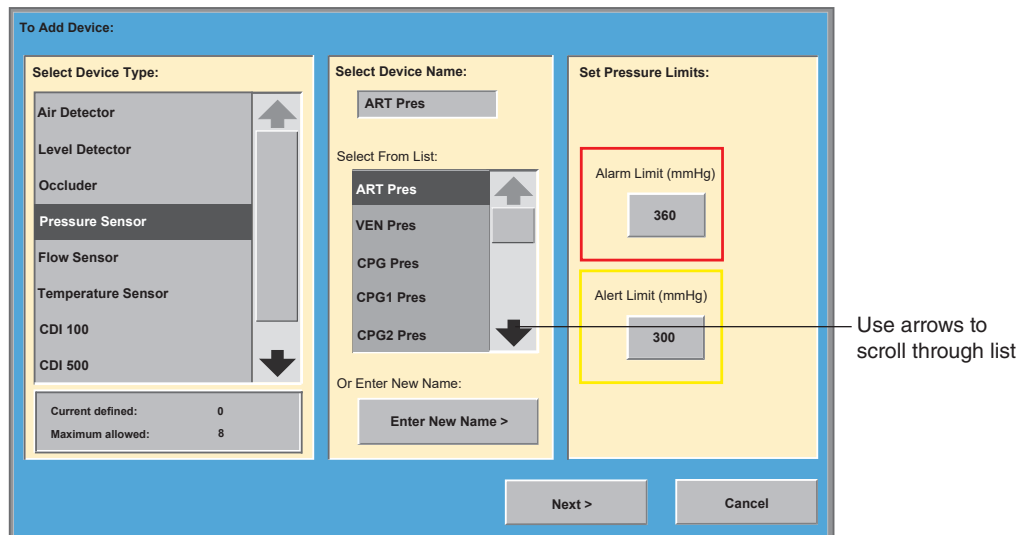 To Add Device:
Select Device Type:
Air Detector
Level Detector
Occluder
Pressure Sensor
Flow Sensor
Temperature Sensor
CDI 100
CDI 500
Current defined: 0
Maximum allowed: 8
Select Device Name:
ART Pres
Select From List:
ART Pres
VEN Pres
CPG Pres
CPG1 Pres
CPG2 Pres
Or Enter New Name:
Enter New Name >
Set Pressure Limits:
Alarm Limit (mmHg)
360
Alert Limit (mmHg)
300
Use arrows to
scroll through list
Next >
Cancel